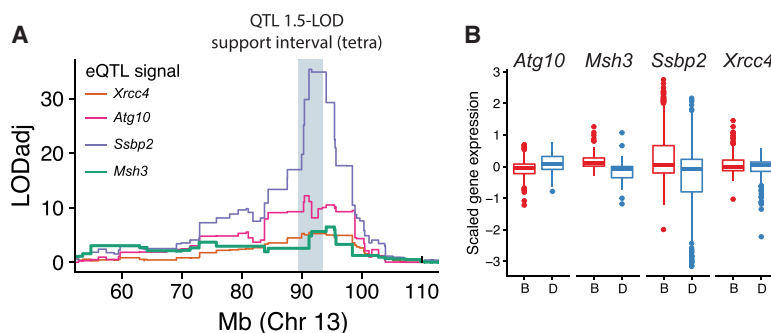 A
QTL 1.5-LOD
support interval (tetra)
eQTL signal
Xrcc4
Atg10
Ssbp2
Msh3
LODadj
30
20
10
0
60
70
80
90
100
110
Mb (Chr 13)
B
Atg10
Msh3
Ssbp2
Xrcc4
Scaled gene expression
3
2
1
0
−1
−2
−3
B
D
B
D
B
D
B
D